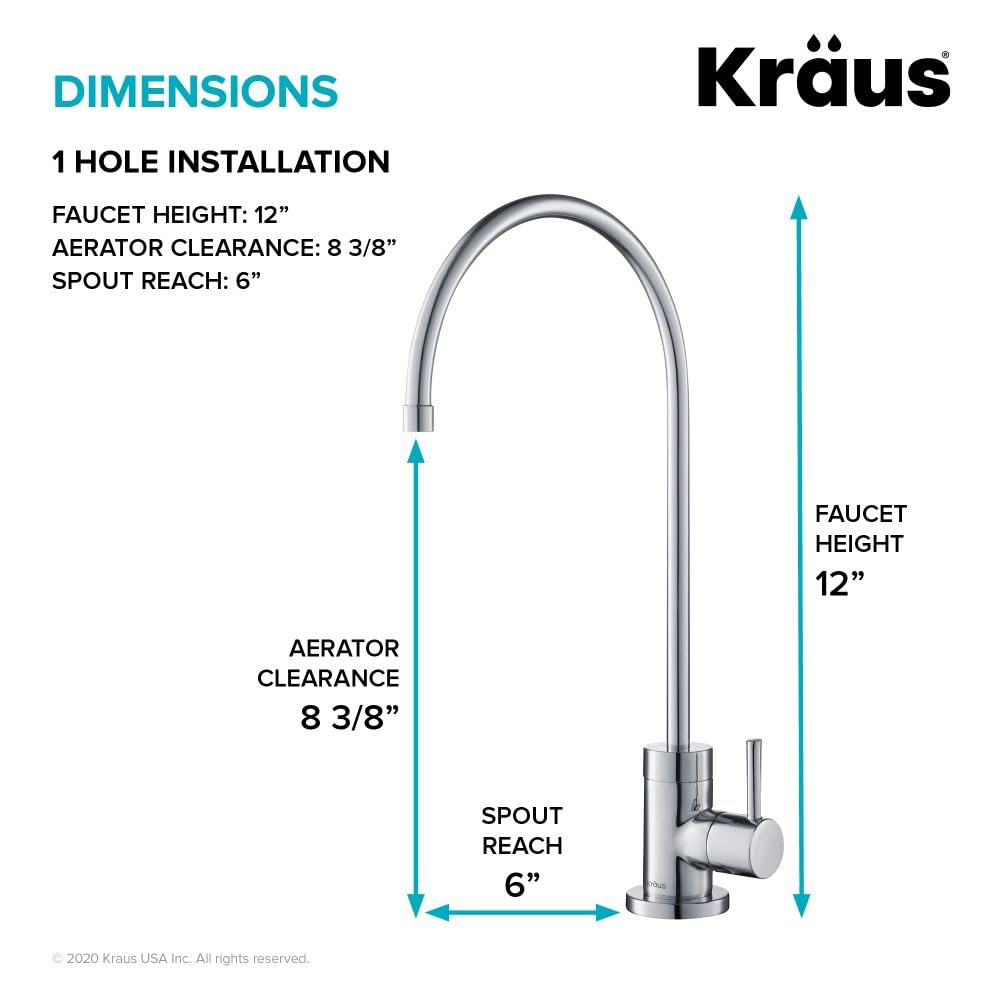 DIMENSIONS
Kräus®
1 HOLE INSTALLATION
FAUCET HEIGHT: 12”
AERATOR CLEARANCE: 8 3/8”
SPOUT REACH: 6”
FAUCET
HEIGHT
12”
AERATOR
CLEARANCE
8 3/8”
SPOUT
REACH
6”
Kräus
© 2020 Kraus USA Inc. All rights reserved.